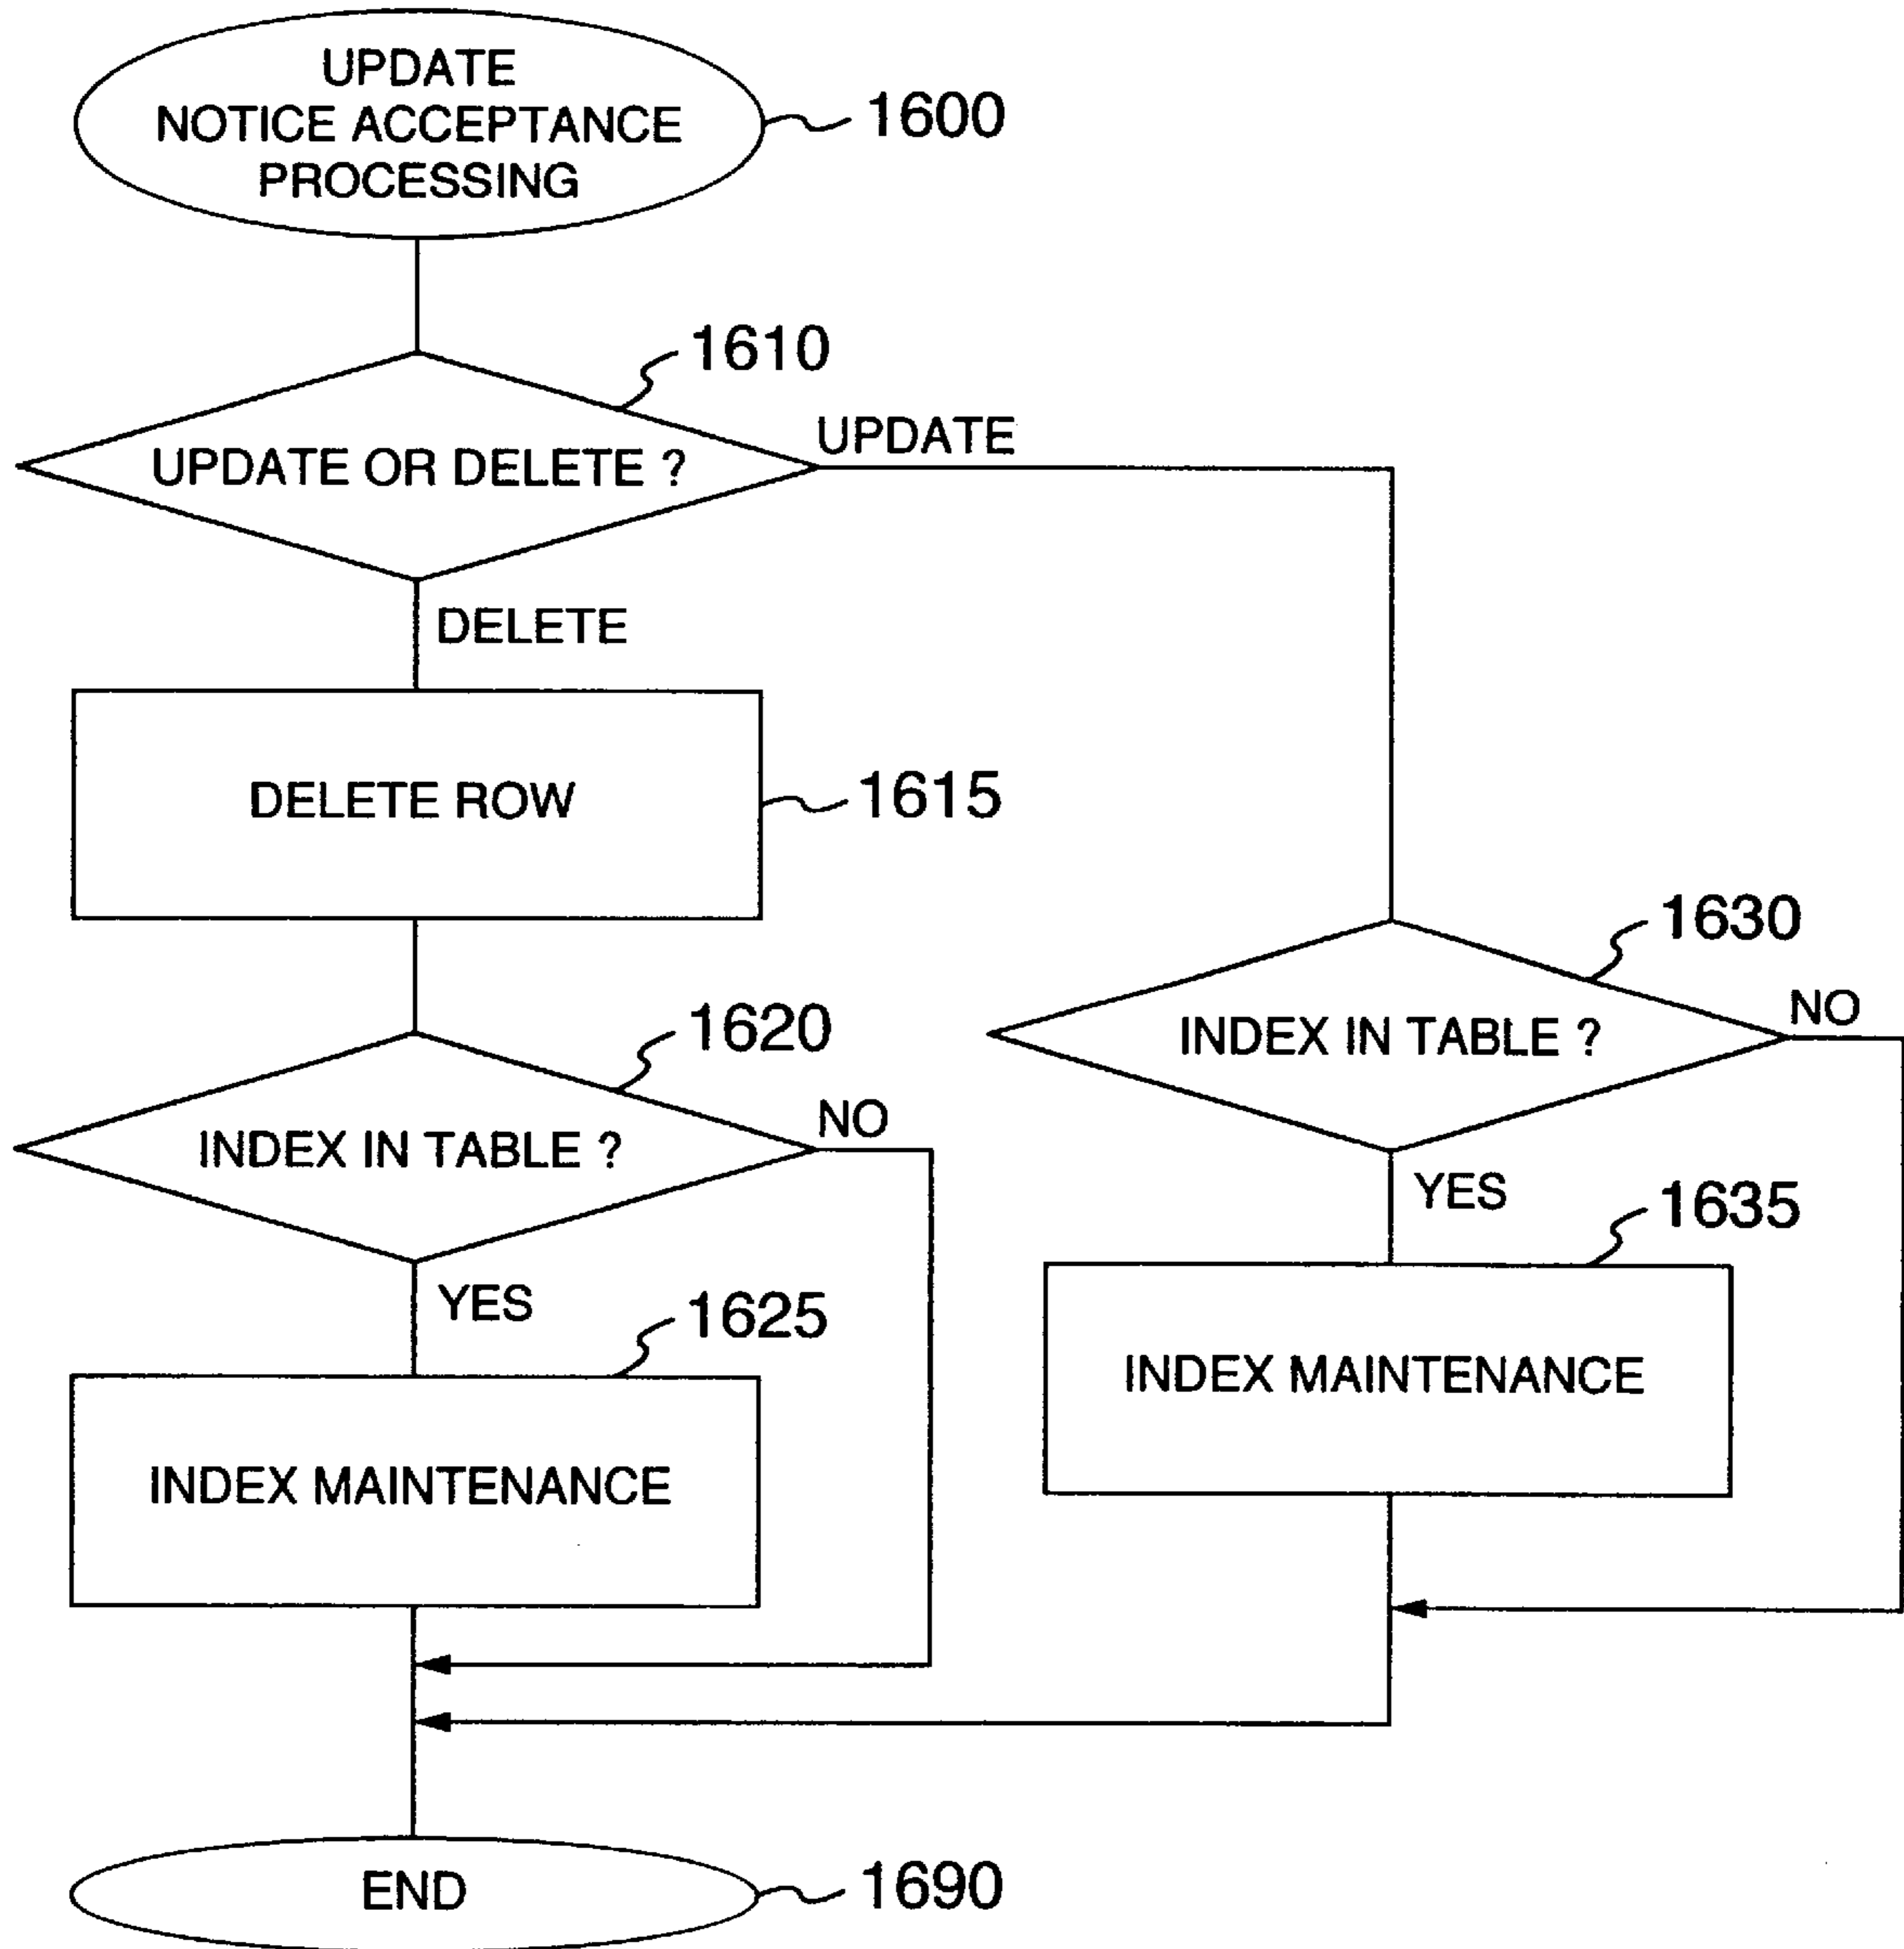 UPDATE
NOTICE ACCEPTANCE
PROCESSING
1600
1610
UPDATE OR DELETE ?
UPDATE
DELETE
DELETE ROW
1615
1620
INDEX IN TABLE ?
NO
YES
1625
INDEX MAINTENANCE
1630
INDEX IN TABLE ?
NO
YES
1635
INDEX MAINTENANCE
END
1690